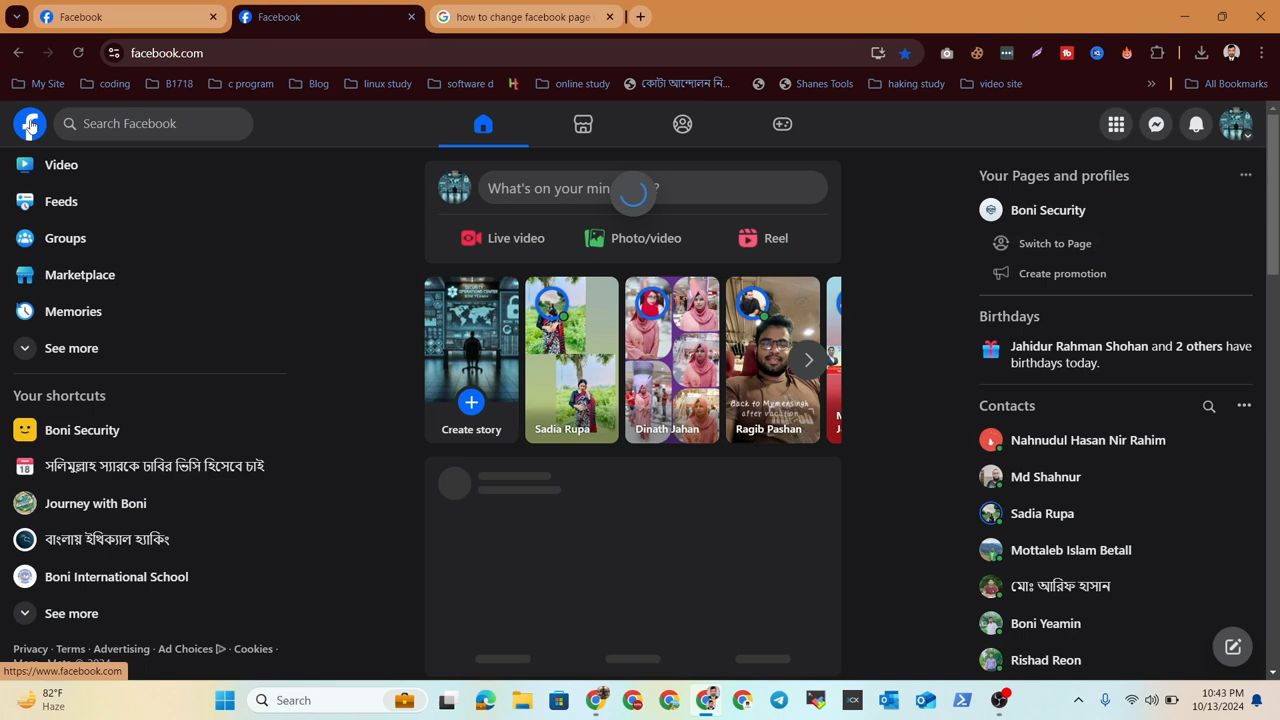 Facebook
Facebook
how to change facebook page
facebook.com
My Site
coding
B1718
c program
Blog
linux study
software d
online study
কোটা আন্দোলন নি...
Shanes Tools
haking study
video site
All Bookmarks
Search Facebook
Video
Feeds
Groups
Marketplace
Memories
See more
Your shortcuts
Boni Security
সলিমুল্লাহ স্যারকে ঢাবির ভিসি হিসেবে চাই
Journey with Boni
বাংলায় ইথিক্যাল হ্যাকিং
Boni International School
See more
Privacy · Terms · Advertising · Ad Choices · Cookies ·
https://www.facebook.com
What's on your min ?
Live video
Photo/video
Reel
SECURITY
Back to Mymensingh
after vacation
Create story
Sadia Rupa
Dinath Jahan
Ragib Pashan
Your Pages and profiles
Boni Security
Switch to Page
Create promotion
Birthdays
Jahidur Rahman Shohan and 2 others have
birthdays today.
Contacts
Nahnudul Hasan Nir Rahim
Md Shahnur
Sadia Rupa
Mottaleb Islam Betall
মোঃ আরিফ হাসান
Boni Yeamin
Rishad Reon
82°F
Haze
Search
10:43 PM
10/13/2024